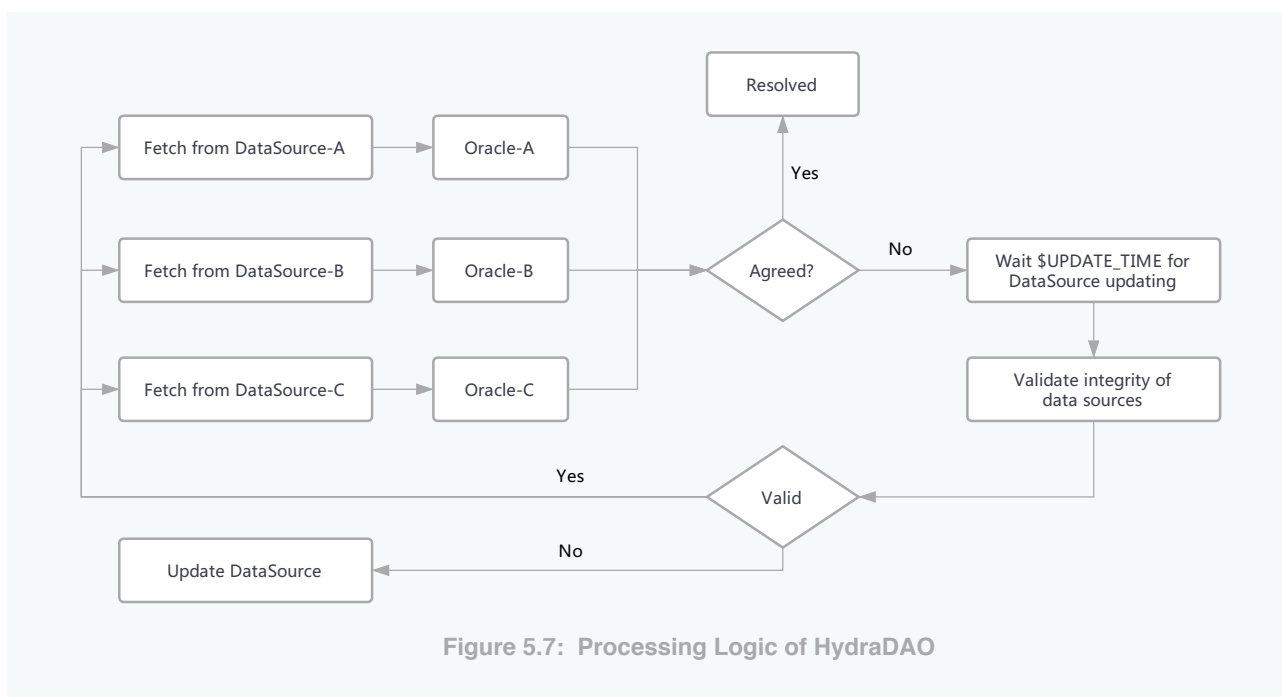 Resolved
Fetch from DataSource-A
Oracle-A
Yes
Fetch from DataSource-B
Oracle-B
Agreed?
No
Wait $UPDATE_TIME for
DataSource updating
Fetch from DataSource-C
Oracle-C
Validate integrity of
data sources
Yes
Valid
No
Update DataSource
Figure 5.7: Processing Logic of HydraDAO